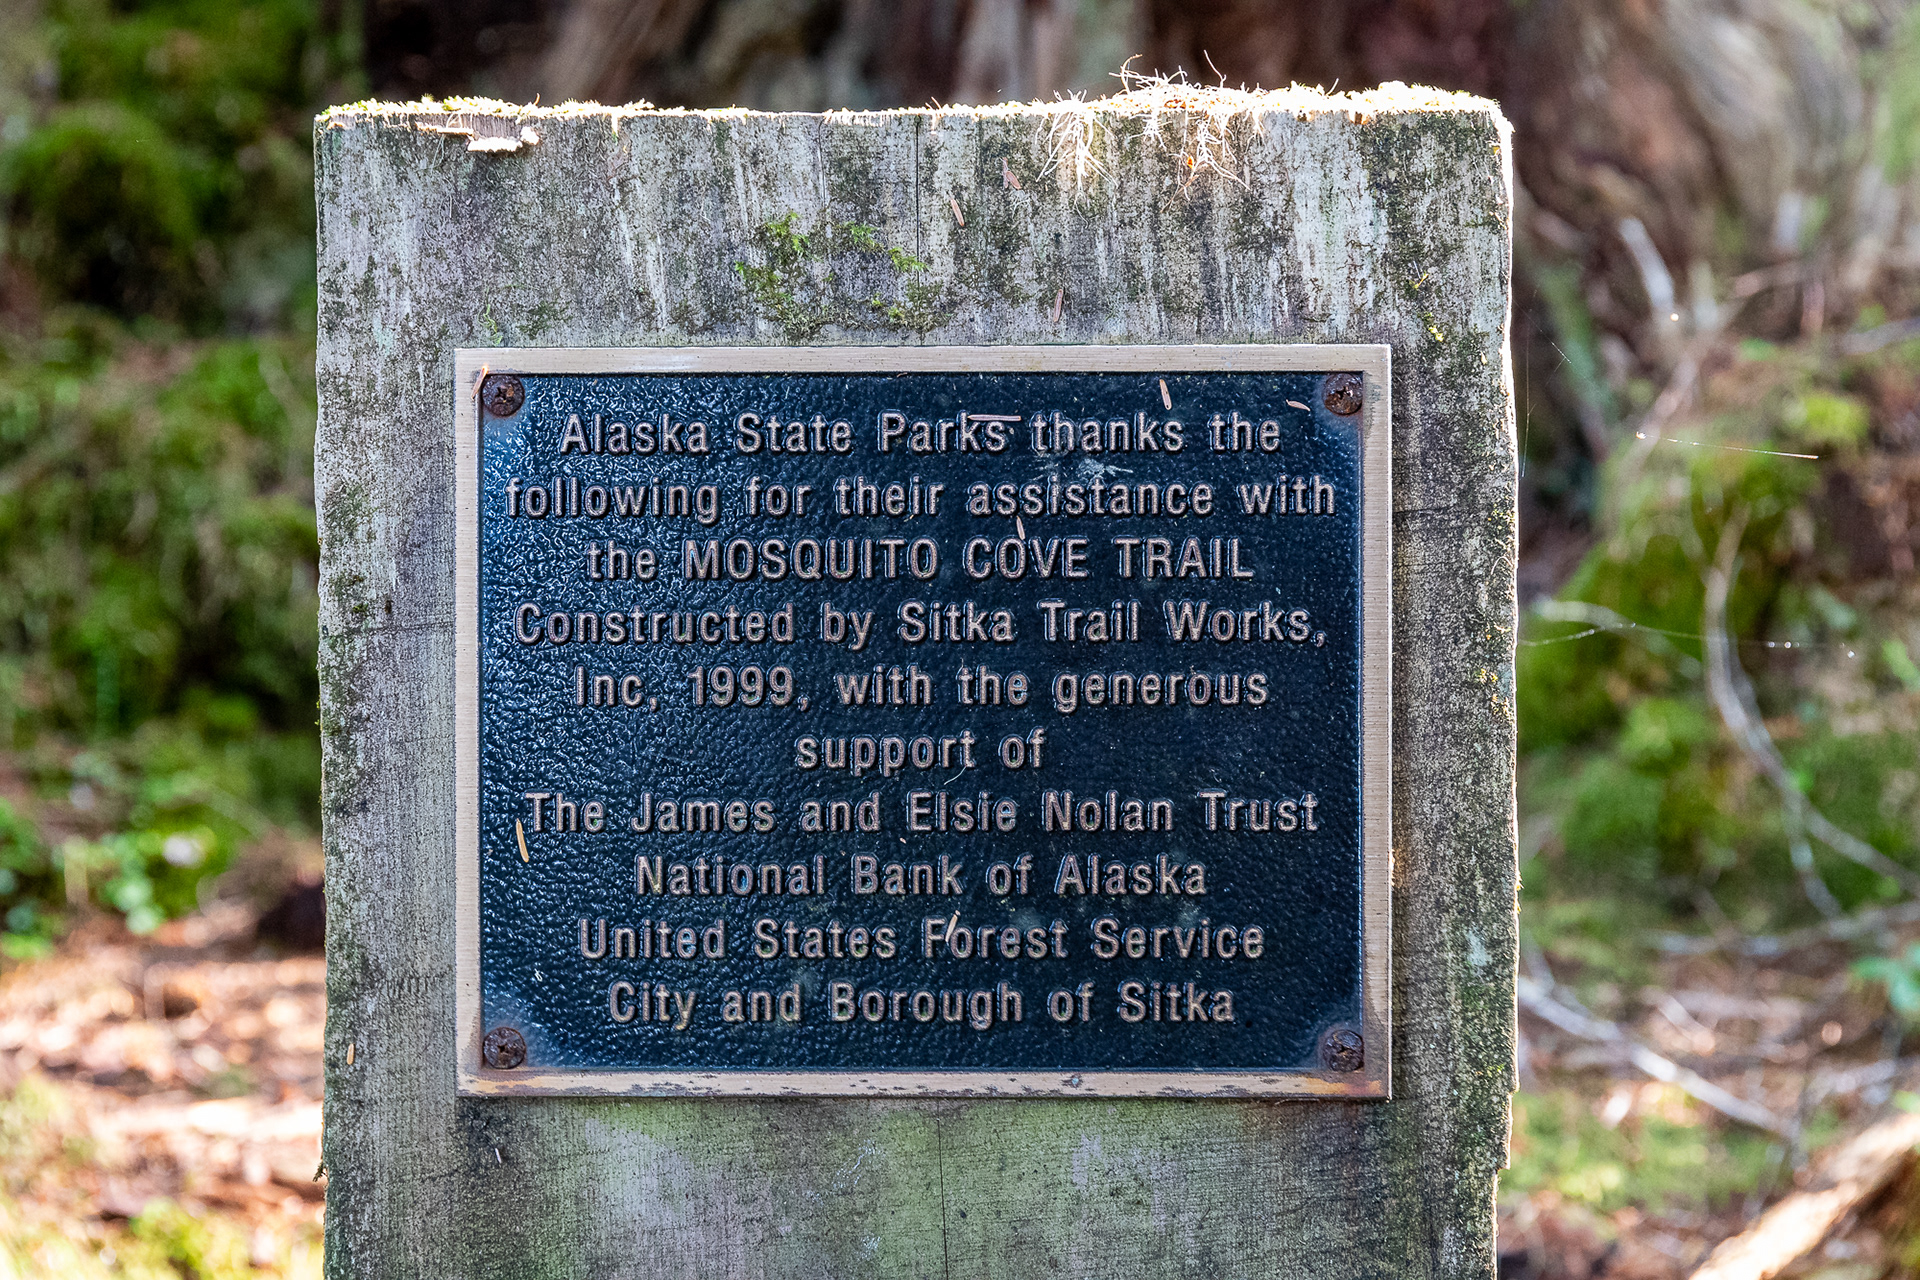 Alaska State Parks thanks the
following for their assistance with
the MOSQUITO COVE TRAIL
Constructed by Sitka Trail Works,
Inc, 1999, with the generous
support of
The James and Elsie Nolan Trust
National Bank of Alaska
United States Forest Service
City and Borough of Sitka